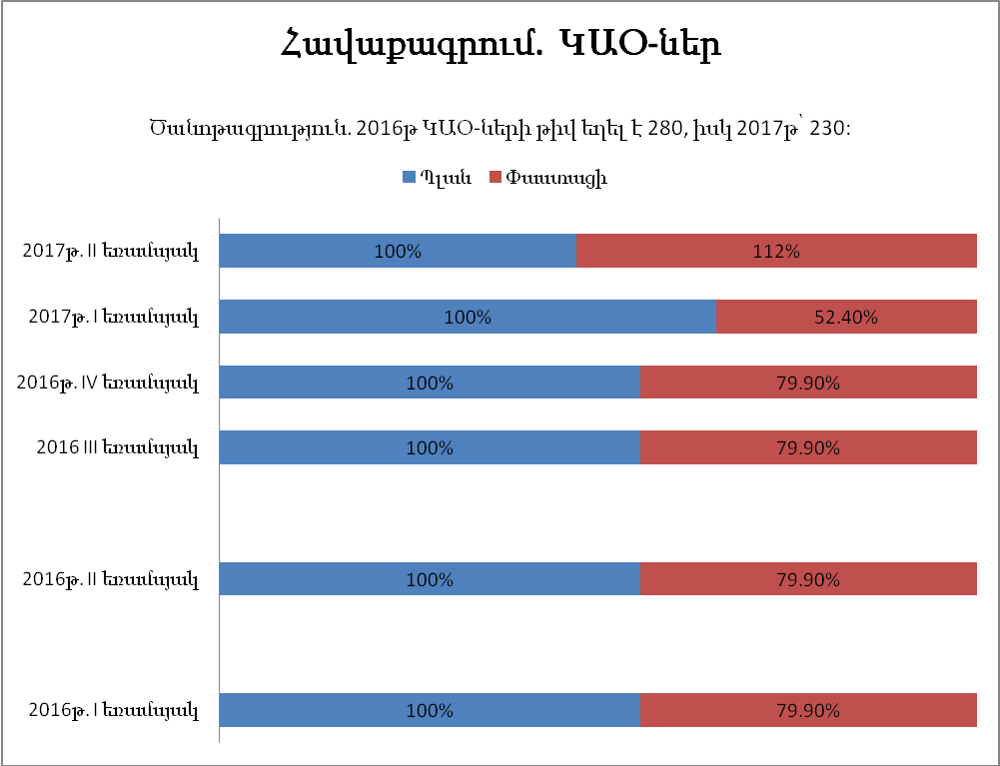 Հավաքագրում. ԿԱՕ-ներ
Ծանոթագրություն. 2016թ ԿԱՕ-ների թիվ եղել է 280, իսկ 2017թ՝ 230:
Պլան Փաստացի
2017թ. II եռամսյակ 100% 112%
2017թ. I եռամսյակ 100% 52.40%
2016թ. IV եռամսյակ 100% 79.90%
2016 III եռամսյակ 100% 79.90%
2016թ. II եռամսյակ 100% 79.90%
2016թ. I եռամսյակ 100% 79.90%